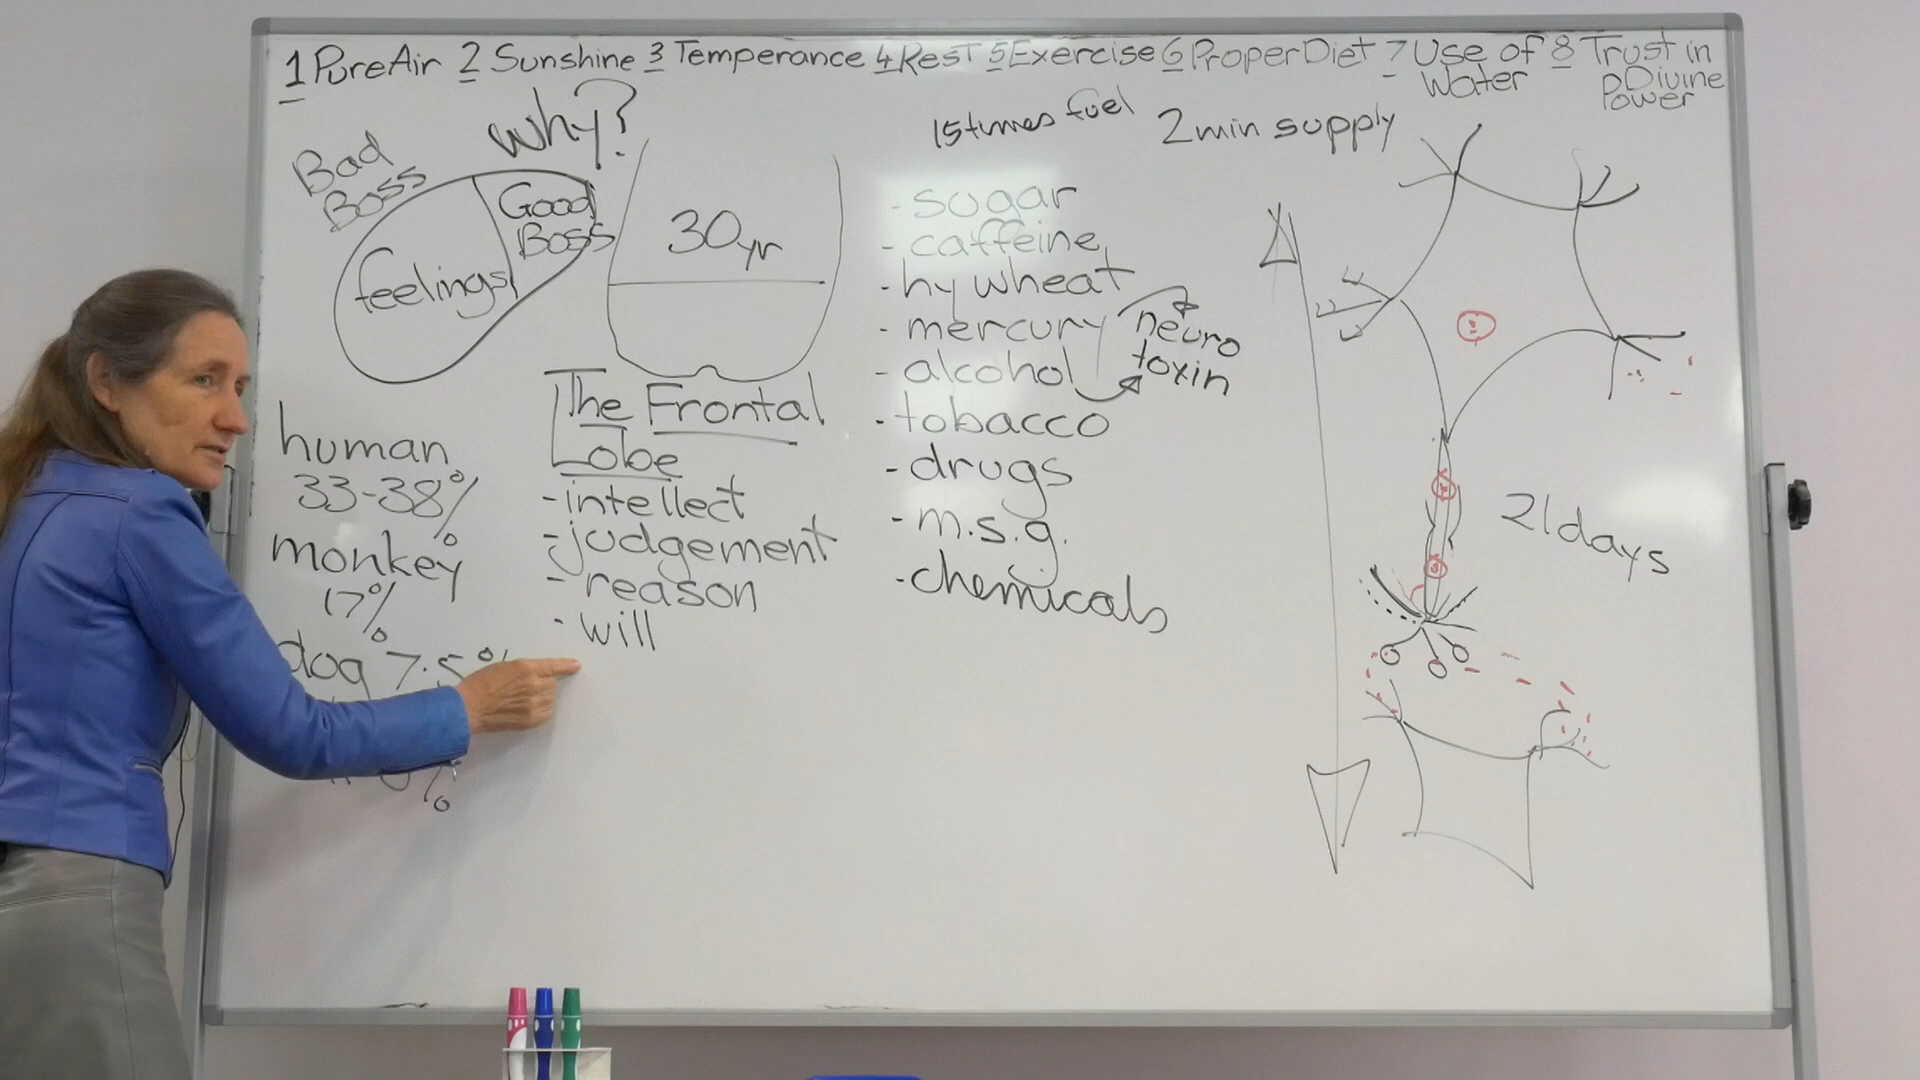 1 Pure Air 2 Sunshine 3 Temperance 4 Rest 5 Exercise 6 Proper Diet 7 Use of Water 8 Trust in Divine Power
Why?
Bad
Boss
Good
Boss
feelings
30yr
15 times fuel
2 min supply
human
33-38%
monkey
17%
dog 7.5%
The Frontal
Lobe
- intellect
- judgement
- reason
- will
- sugar
- caffeine
- hy wheat
- mercury
- alcohol
- tobacco
- drugs
- m.s.g.
- chemicals
neuro
toxin
21 days